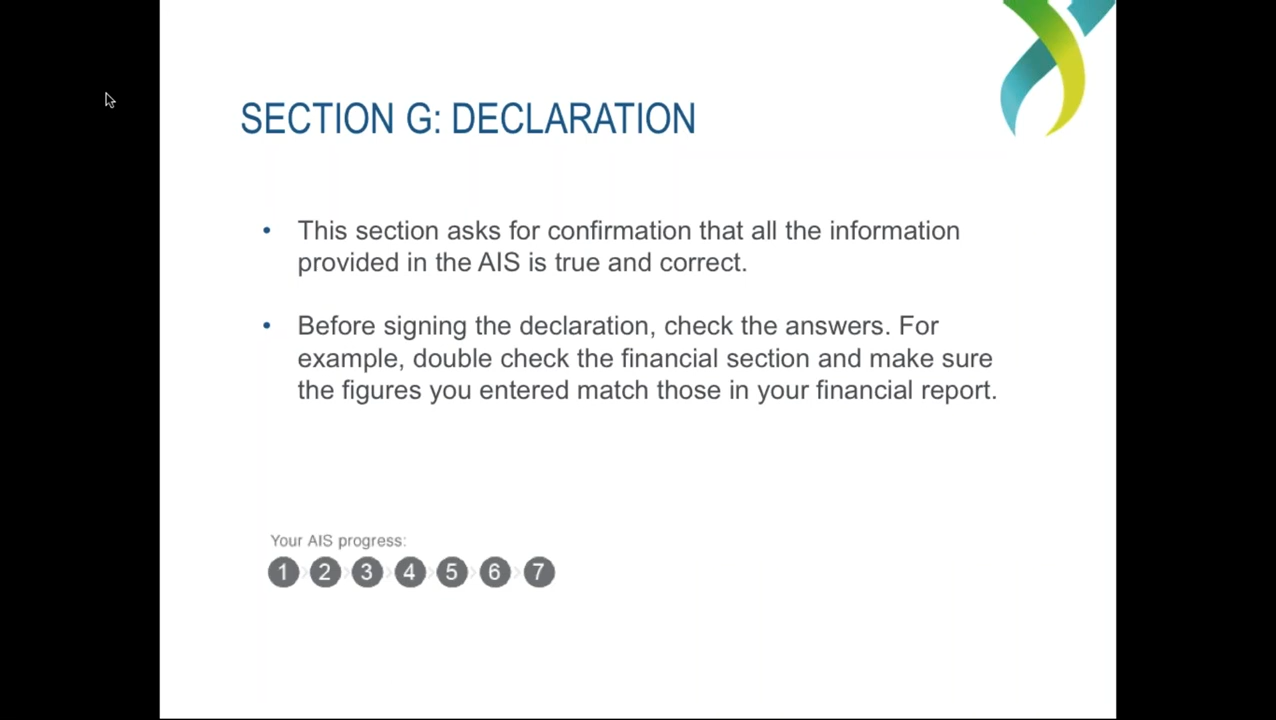 SECTION G: DECLARATION
• This section asks for confirmation that all the information
provided in the AIS is true and correct.
• Before signing the declaration, check the answers. For
example, double check the financial section and make sure
the figures you entered match those in your financial report.
Your AIS progress:
1 2 3 4 5 6 7